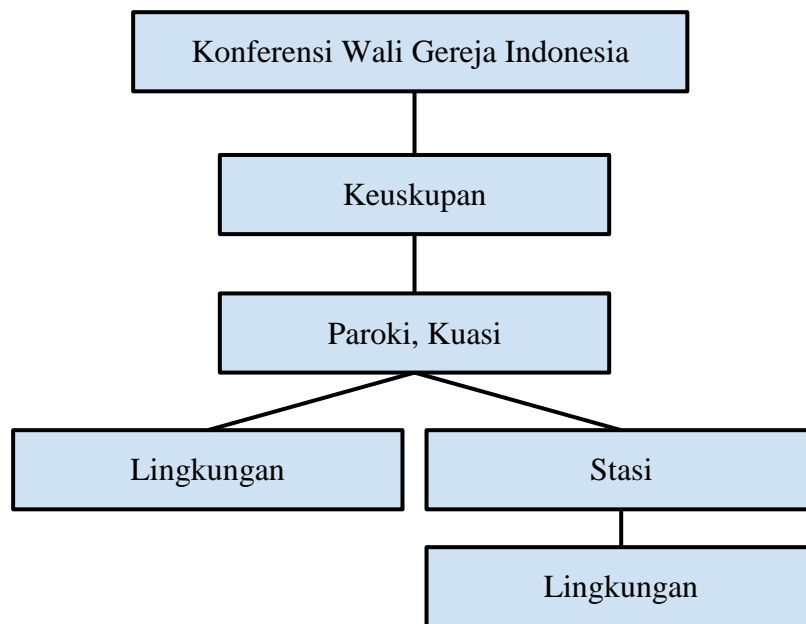 Konferensi Wali Gereja Indonesia
Keuskupan
Paroki, Kuasi
Lingkungan
Stasi
Lingkungan